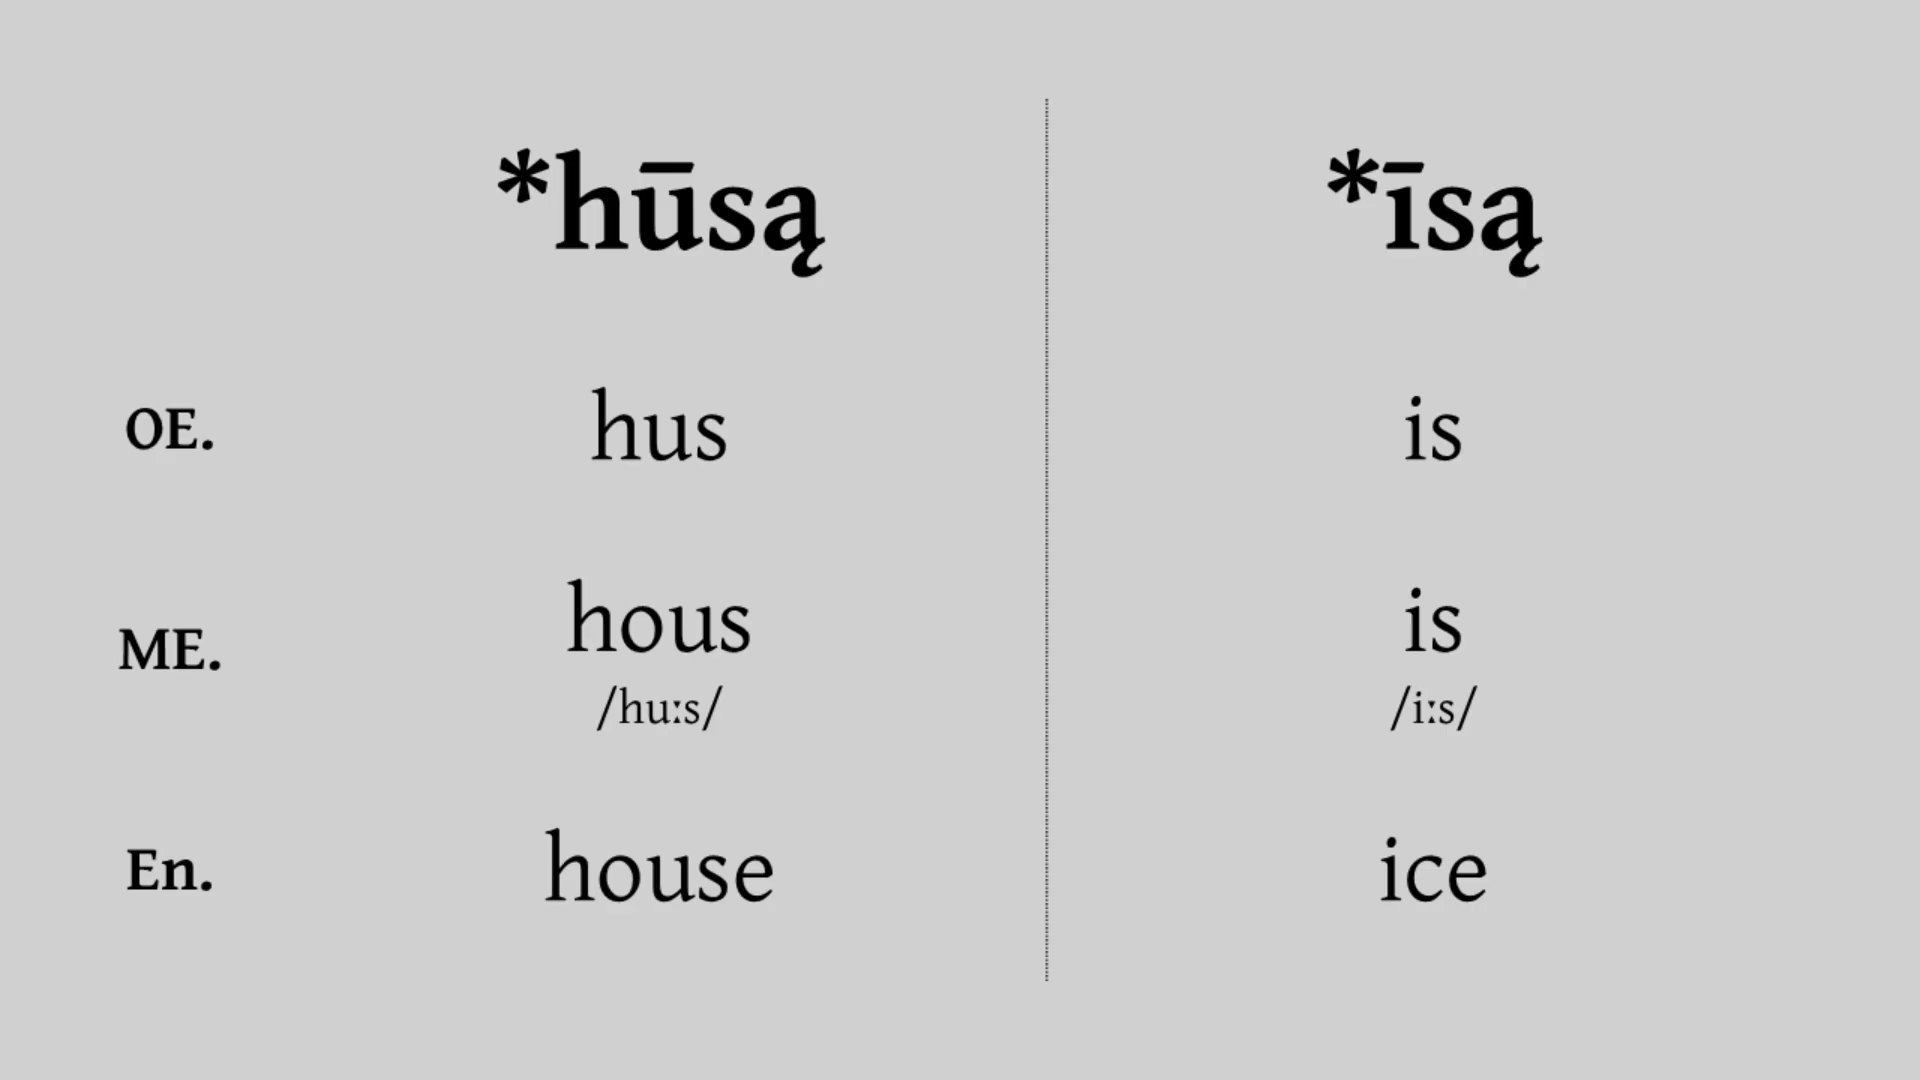 *hūsą *īsą
OE. hus is
ME. hous is
/huːs/ /iːs/
En. house ice